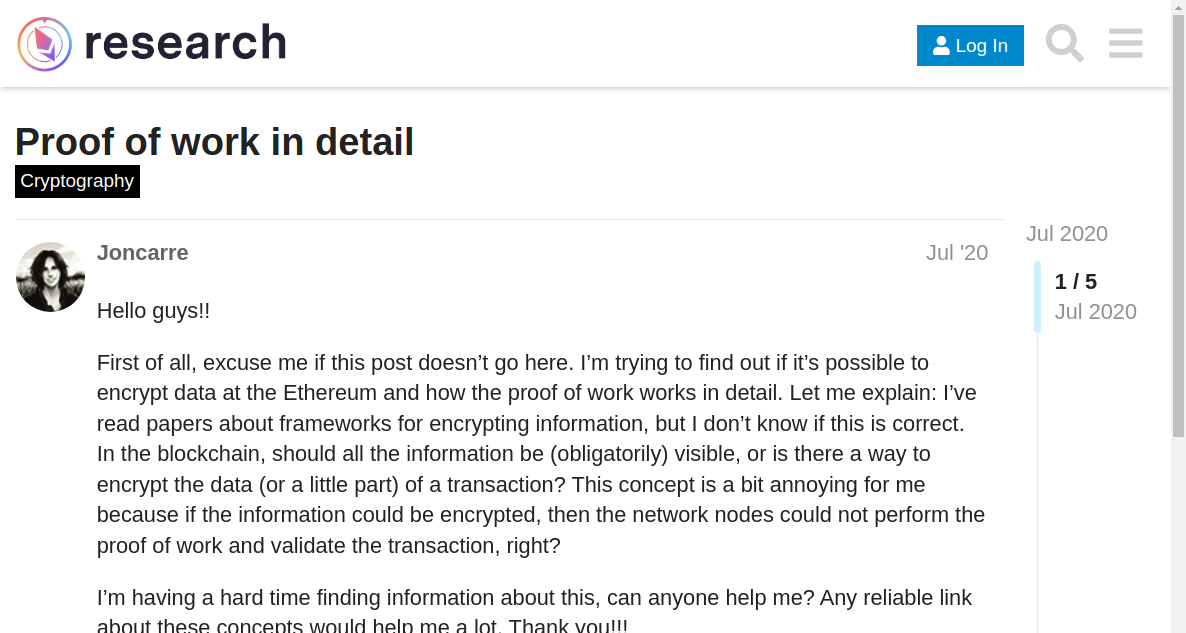 research
Log In
Proof of work in detail
Cryptography
Joncarre
Jul '20
Jul 2020
1 / 5
Jul 2020
Hello guys!!
First of all, excuse me if this post doesn’t go here. I’m trying to find out if it’s possible to
encrypt data at the Ethereum and how the proof of work works in detail. Let me explain: I’ve
read papers about frameworks for encrypting information, but I don’t know if this is correct.
In the blockchain, should all the information be (obligatorily) visible, or is there a way to
encrypt the data (or a little part) of a transaction? This concept is a bit annoying for me
because if the information could be encrypted, then the network nodes could not perform the
proof of work and validate the transaction, right?
I’m having a hard time finding information about this, can anyone help me? Any reliable link
about these concepts would help me a lot. Thank you!!!